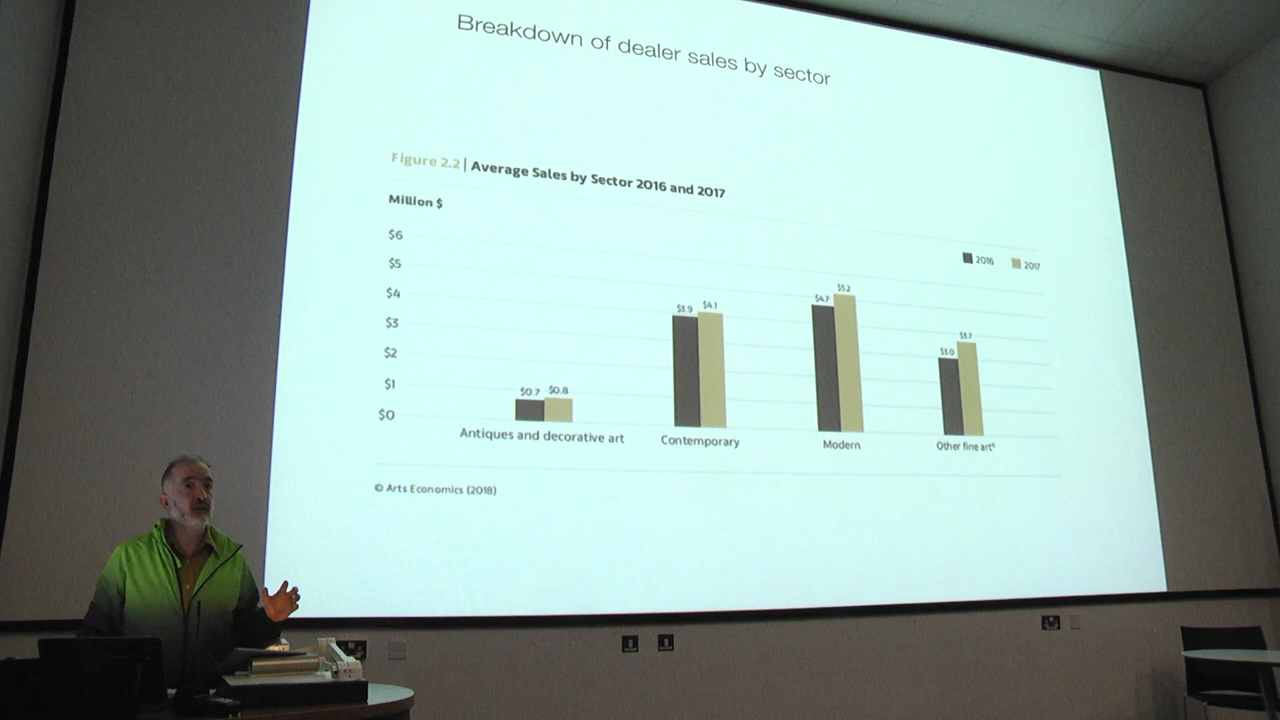 Breakdown of dealer sales by sector
Figure 2.2 | Average Sales by Sector 2016 and 2017
Million $
$6
$5
$4
$3
$2
$1
$0
2016 2017
$0.7 $0.8
$3.9 $4.1
$4.7 $5.2
$3.0 $3.7
Antiques and decorative art Contemporary Modern Other fine art⁸
© Arts Economics (2018)